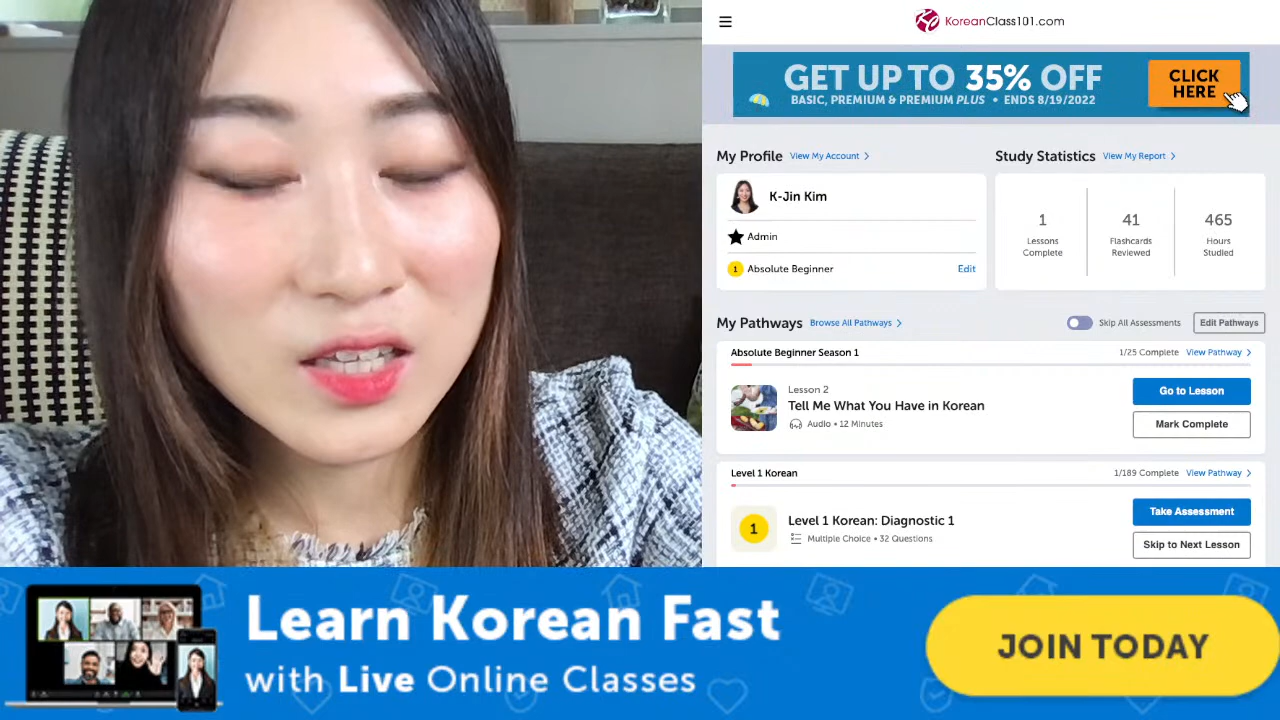 KoreanClass101.com
GET UP TO 35% OFF
BASIC, PREMIUM & PREMIUM PLUS • ENDS 8/19/2022
CLICK HERE
My Profile View My Account
K-Jin Kim
Admin
1 Absolute Beginner Edit
Study Statistics View My Report
1 41 465
Lessons Complete Flashcards Reviewed Hours Studied
My Pathways Browse All Pathways Skip All Assessments Edit Pathways
Absolute Beginner Season 1 1/25 Complete View Pathway
Lesson 2
Tell Me What You Have in Korean
Audio • 12 Minutes
Go to Lesson
Mark Complete
Level 1 Korean 1/189 Complete View Pathway
1
Level 1 Korean: Diagnostic 1
Multiple Choice • 32 Questions
Take Assessment
Skip to Next Lesson
Learn Korean Fast
with Live Online Classes
JOIN TODAY